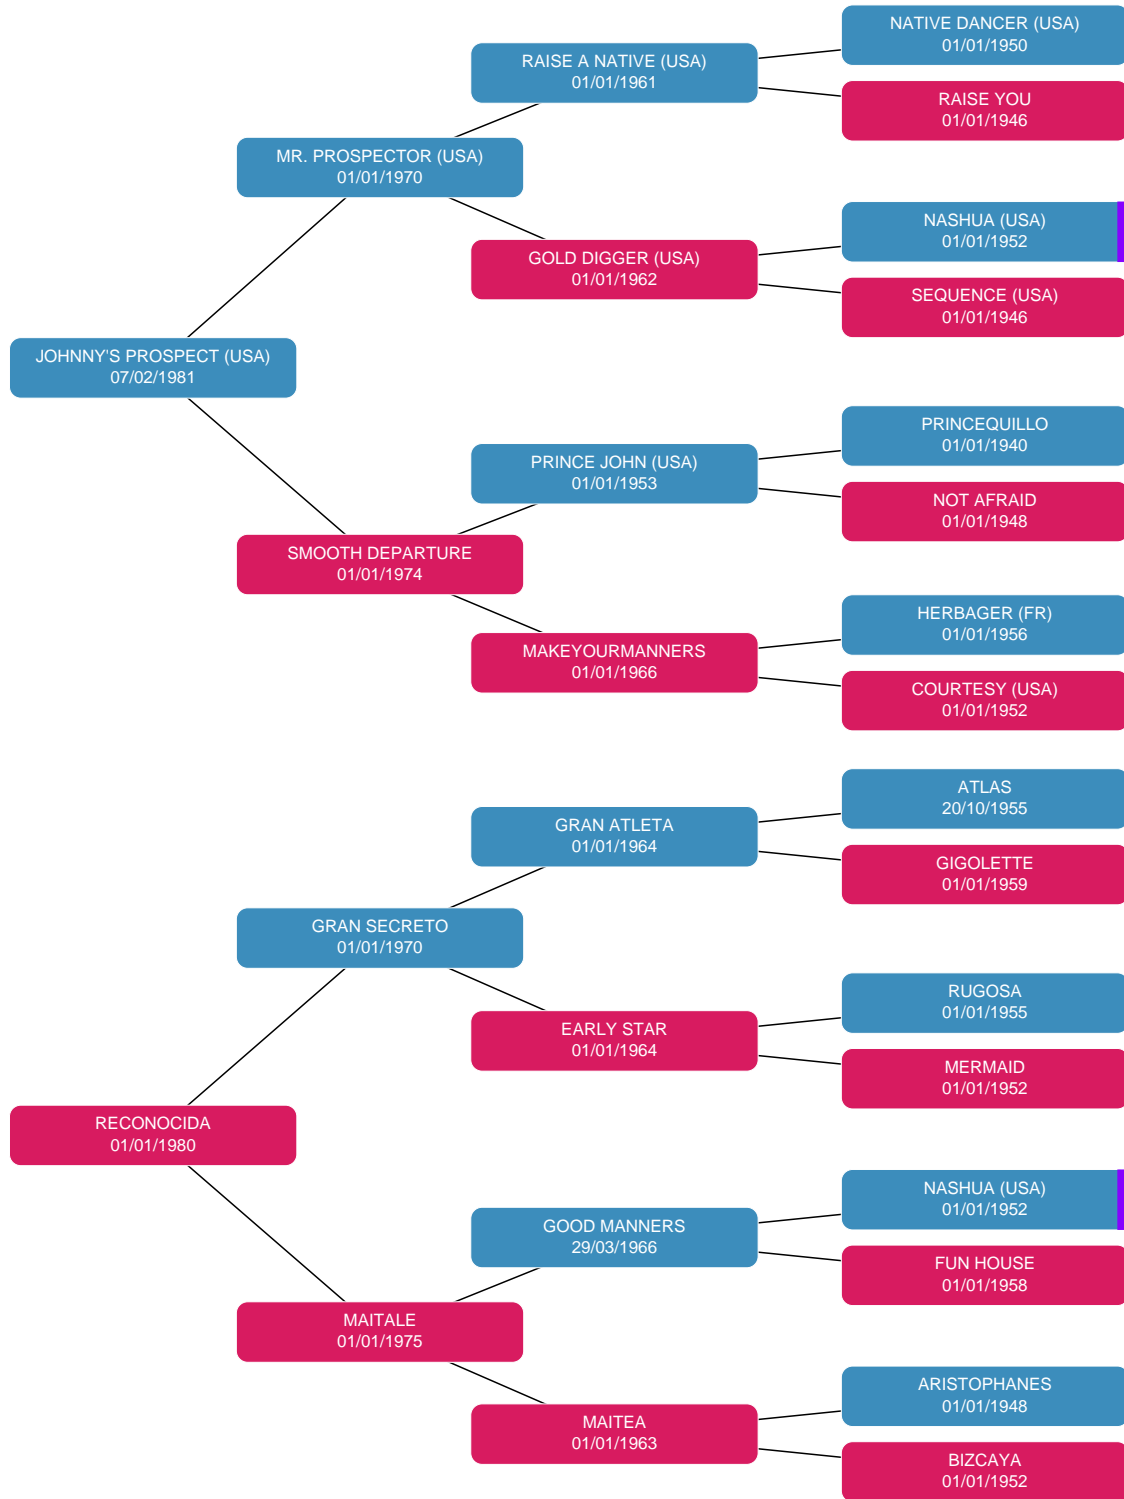 NATIVE DANCER (USA)
01/01/1950
RAISE A NATIVE (USA)
01/01/1961
RAISE YOU
01/01/1946
MR. PROSPECTOR (USA)
01/01/1970
NASHUA (USA)
01/01/1952
GOLD DIGGER (USA)
01/01/1962
SEQUENCE (USA)
01/01/1946
JOHNNY'S PROSPECT (USA)
07/02/1981
PRINCEQUILLO
01/01/1940
PRINCE JOHN (USA)
01/01/1953
NOT AFRAID
01/01/1948
SMOOTH DEPARTURE
01/01/1974
HERBAGER (FR)
01/01/1956
MAKEYOURMANNERS
01/01/1966
COURTESY (USA)
01/01/1952
ATLAS
20/10/1955
GRAN ATLETA
01/01/1964
GIGOLETTE
01/01/1959
GRAN SECRETO
01/01/1970
RUGOSA
01/01/1955
EARLY STAR
01/01/1964
MERMAID
01/01/1952
RECONOCIDA
01/01/1980
NASHUA (USA)
01/01/1952
GOOD MANNERS
29/03/1966
FUN HOUSE
01/01/1958
MAITALE
01/01/1975
ARISTOPHANES
01/01/1948
MAITEA
01/01/1963
BIZCAYA
01/01/1952